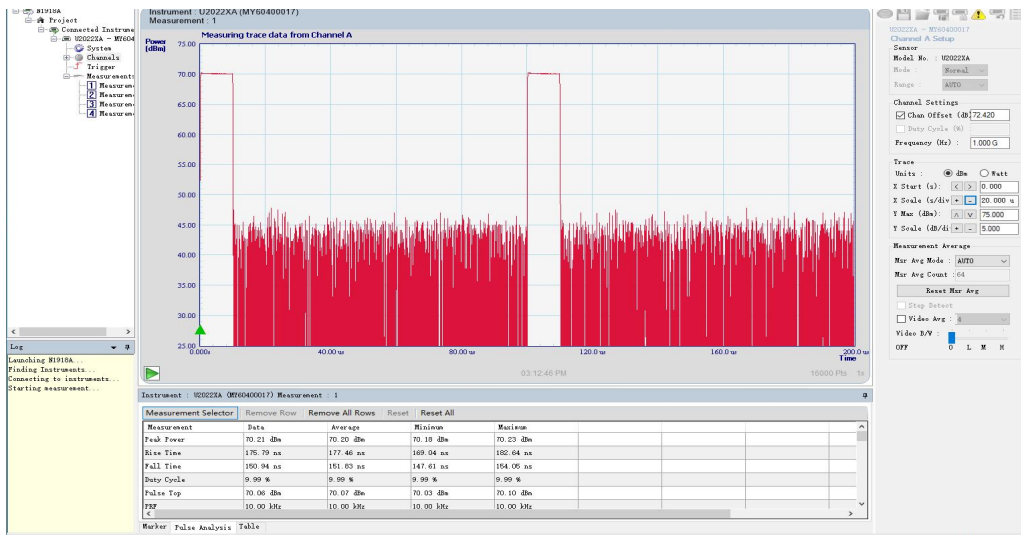 N1918A
Project
Connected Instrume
U2022XA - MY604
System
Channels
Trigger
Measurements
1 Measurem
2 Measurem
3 Measurem
4 Measurem
Log
Launching N1918A...
Finding Instruments...
Connecting to instruments...
Starting measurement...
Instrument : U2022XA (MY60400017)
Measurement : 1
Power
(dBm)
Measuring trace data from Channel A
75.00
70.00
65.00
60.00
55.00
50.00
45.00
40.00
35.00
30.00
25.00
0.000s 40.00 us 80.00 us 120.0 us 160.0 us 200.0 us
Time
03:12:46 PM
16000 Pts 1x
Instrument : U2022XA (MY60400017) Measurement : 1
Measurement Selector Remove Row Remove All Rows Reset Reset All
Measurement Data Average Minimum Maximum
Peak Power 70.21 dBm 70.20 dBm 70.18 dBm 70.23 dBm
Rise Time 175.79 ns 177.46 ns 169.04 ns 182.64 ns
Fall Time 150.94 ns 151.83 ns 147.61 ns 154.05 ns
Duty Cycle 9.99 % 9.99 % 9.99 % 9.99 %
Pulse Top 70.06 dBm 70.07 dBm 70.03 dBm 70.10 dBm
PRF 10.00 kHz 10.00 kHz 10.00 kHz 10.00 kHz
Marker Pulse Analysis Table
U2022XA - MY60400017
Channel A Setup
Sensor
Model No. : U2022XA
Mode : Normal
Range : AUTO
Channel Settings
Chan Offset (dB) 72.420
Duty Cycle (%) :
Frequency (Hz) : 1.000 G
Trace
Units : dBm Watt
X Start (s): < > 0.000
X Scale (s/div + - 20.000 u
Y Max (dBm): 75.000
Y Scale (dB/di + - 5.000
Measurement Average
Msr Avg Mode : AUTO
Msr Avg Count : 64
Reset Msr Avg
Step Detect
Video Avg : 4
Video B/W :
OFF O L M H